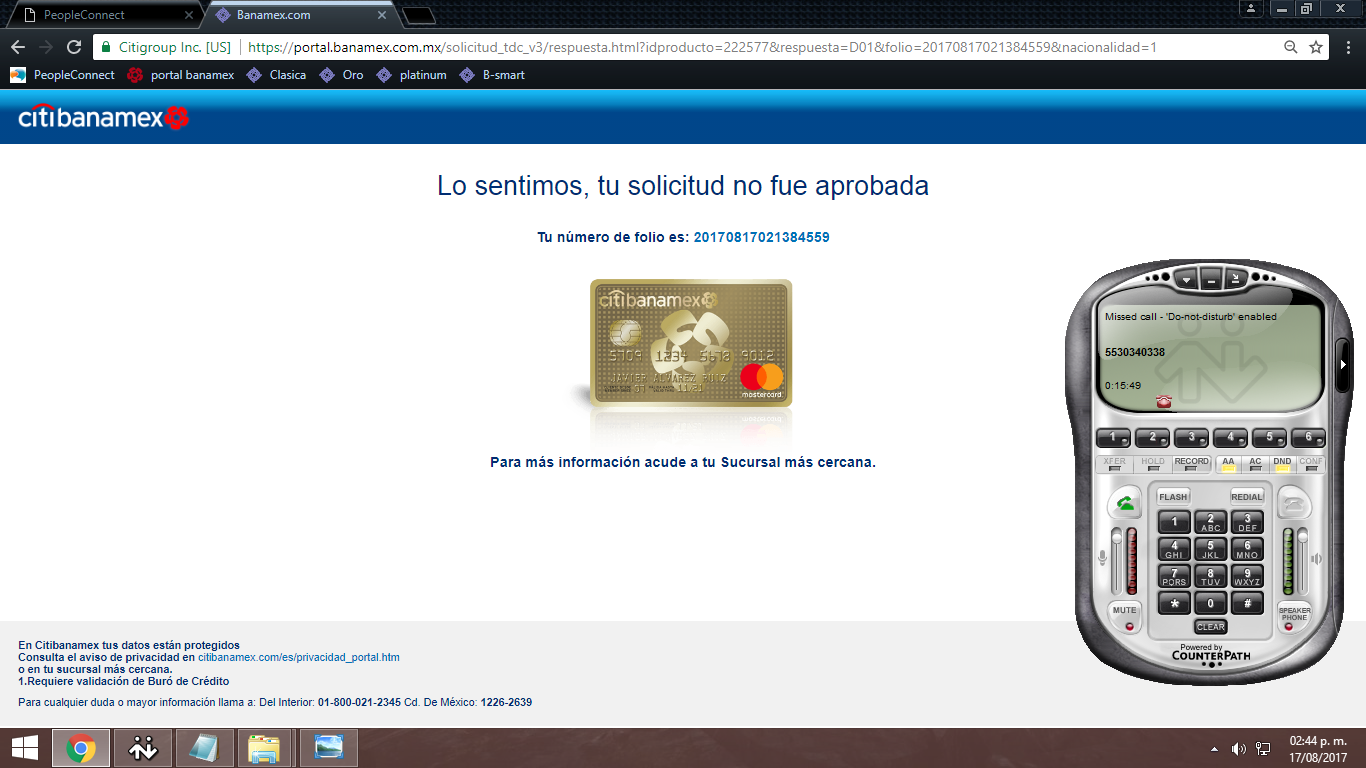 PeopleConnect
Banamex.com
Citigroup Inc. [US]
https://portal.banamex.com.mx/solicitud_tdc_v3/respuesta.html?idproducto=222577&respuesta=D01&folio=20170817021384559&nacionalidad=1
PeopleConnect
portal banamex
Clasica
Oro
platinum
B-smart
citibanamex
Lo sentimos, tu solicitud no fue aprobada
Tu número de folio es: 20170817021384559
citibanamex
5709 1234 5678 9012
JAVIER ALVAREZ RUIZ
07 11/21
mastercard
Para más información acude a tu Sucursal más cercana.
Missed call - 'Do-not-disturb' enabled
5530340338
0:15:49
1 2 3 4 5 6
XFER HOLD RECORD AA AC DND CONF
FLASH REDIAL
1 2 ABC 3 DEF
4 GHI 5 JKL 6 MNO
7 PQRS 8 TUV 9 WXYZ
* 0 #
MUTE
SPEAKER PHONE
CLEAR
Powered by
COUNTERPATH
En Citibanamex tus datos están protegidos
Consulta el aviso de privacidad en citibanamex.com/es/privacidad_portal.htm
o en tu sucursal más cercana.
1.Requiere validación de Buró de Crédito
Para cualquier duda o mayor información llama a: Del Interior: 01-800-021-2345 Cd. De México: 1226-2639
02:44 p. m.
17/08/2017